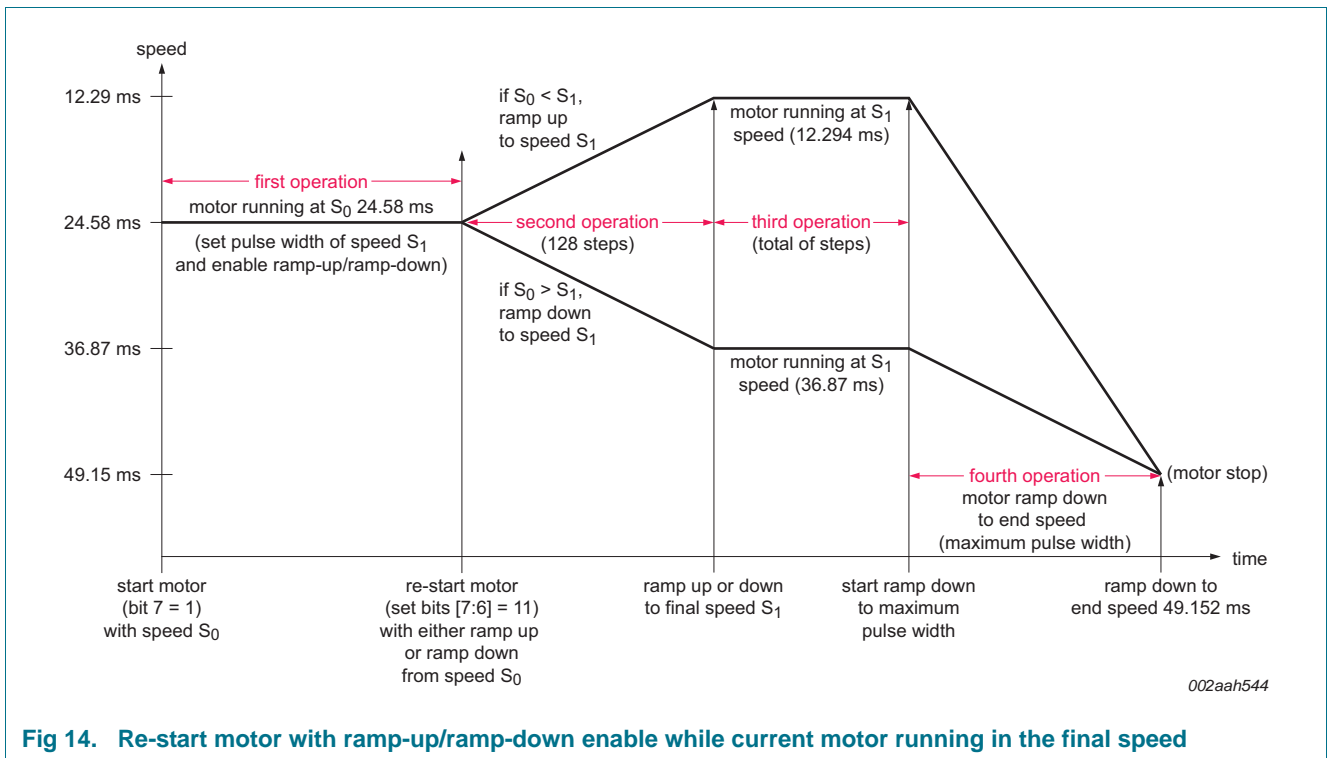 speed
12.29 ms
24.58 ms
36.87 ms
49.15 ms
first operation
motor running at S0 24.58 ms
(set pulse width of speed S1
and enable ramp-up/ramp-down)
if S0 < S1,
ramp up
to speed S1
if S0 > S1,
ramp down
to speed S1
second operation
(128 steps)
motor running at S1
speed (12.294 ms)
third operation
(total of steps)
motor running at S1
speed (36.87 ms)
fourth operation
motor ramp down
to end speed
(maximum pulse width)
(motor stop)
time
start motor
(bit 7 = 1)
with speed S0
re-start motor
(set bits [7:6] = 11)
with either ramp up
or ramp down
from speed S0
ramp up or down
to final speed S1
start ramp down
to maximum
pulse width
ramp down to
end speed 49.152 ms
002aah544
Fig 14. Re-start motor with ramp-up/ramp-down enable while current motor running in the final speed